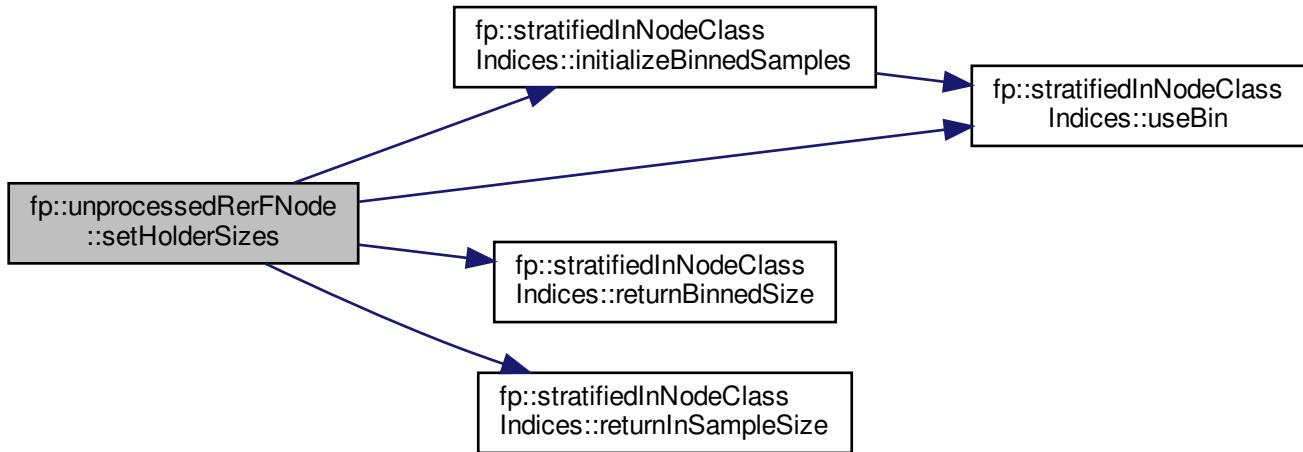 fp::stratifiedInNodeClass
Indices::initializeBinnedSamples
fp::stratifiedInNodeClass
Indices::useBin
fp::unprocessedRerFNode
::setHolderSizes
fp::stratifiedInNodeClass
Indices::returnBinnedSize
fp::stratifiedInNodeClass
Indices::returnInSampleSize